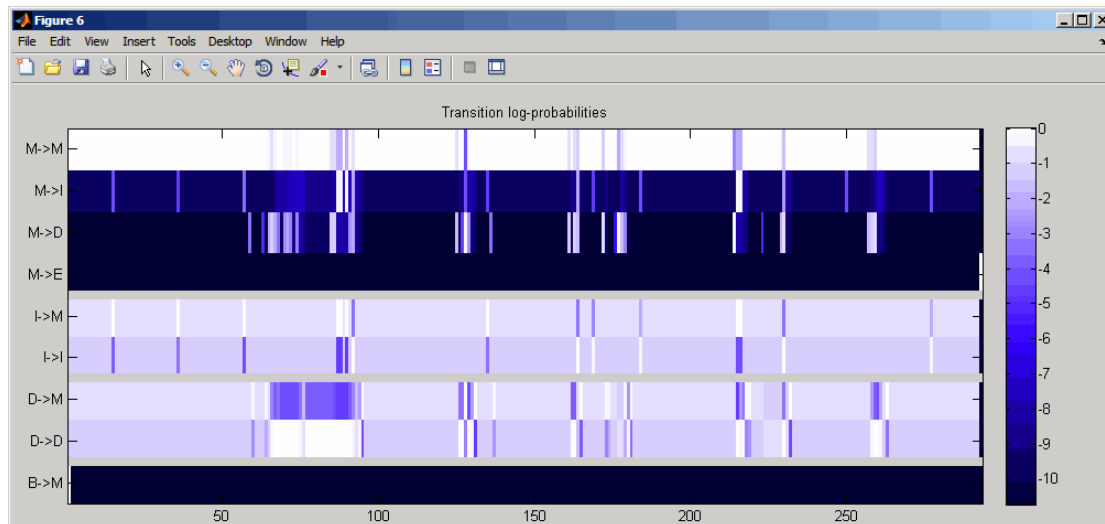 Figure 6
File Edit View Insert Tools Desktop Window Help
Transition log-probabilities
M->M
M->I
M->D
M->E
I->M
I->I
D->M
D->D
B->M
50 100 150 200 250
0
-1
-2
-3
-4
-5
-6
-7
-8
-9
-10